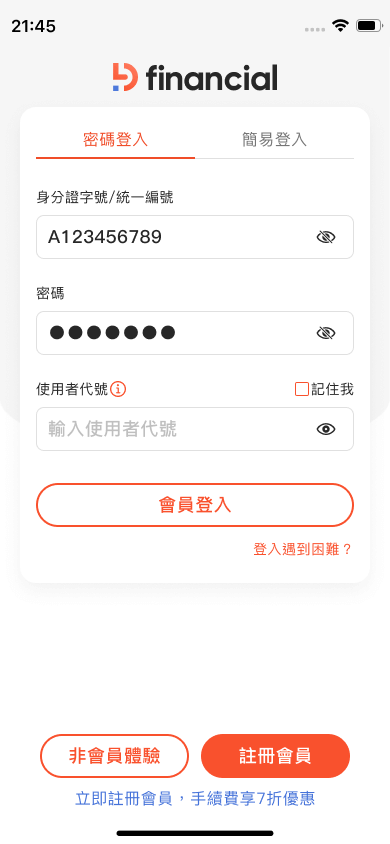 21:45
financial
密碼登入
簡易登入
身分證字號/統一編號
A123456789
密碼
●●●●●●●
使用者代號
記住我
輸入使用者代號
會員登入
登入遇到困難？
非會員體驗
註冊會員
立即註冊會員，手續費享7折優惠